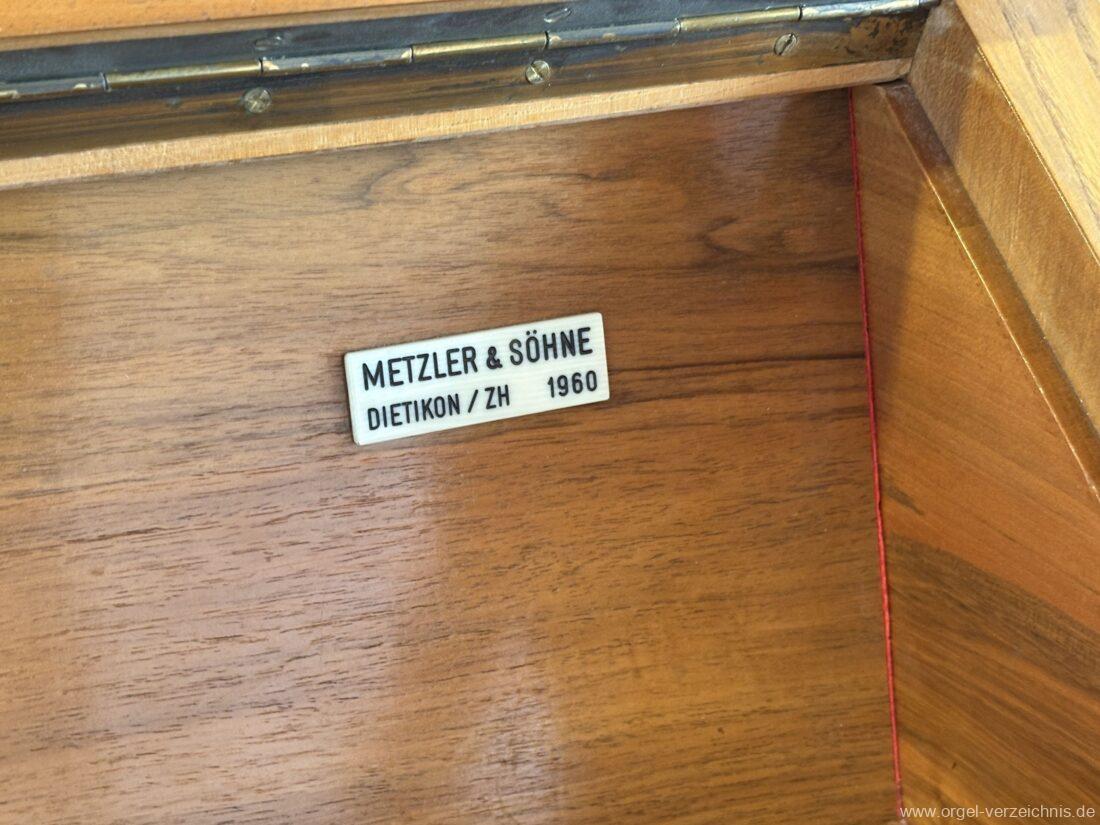 METZLER & SÖHNE
DIETIKON / ZH 1960
www.orgel-verzeichnis.de